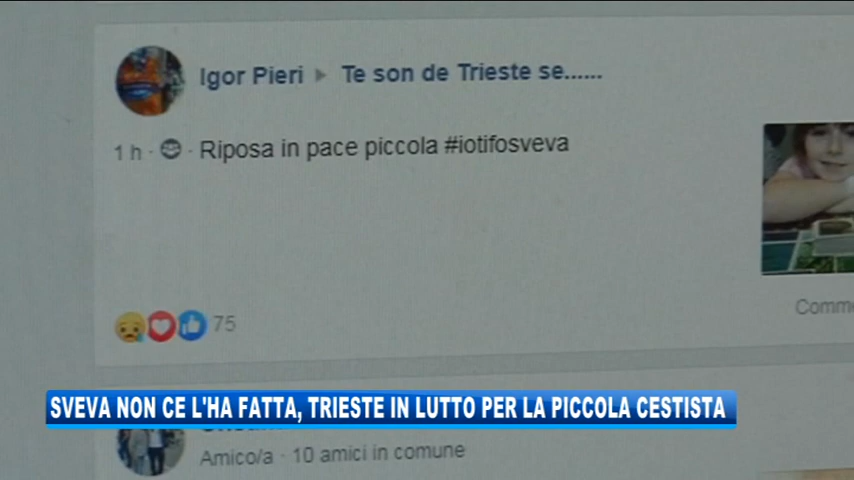 Igor Pieri ▸ Te son de Trieste se......
1 h · Riposa in pace piccola #iotifosveva
75
SVEVA NON CE L'HA FATTA, TRIESTE IN LUTTO PER LA PICCOLA CESTISTA
Amico/a · 10 amici in comune